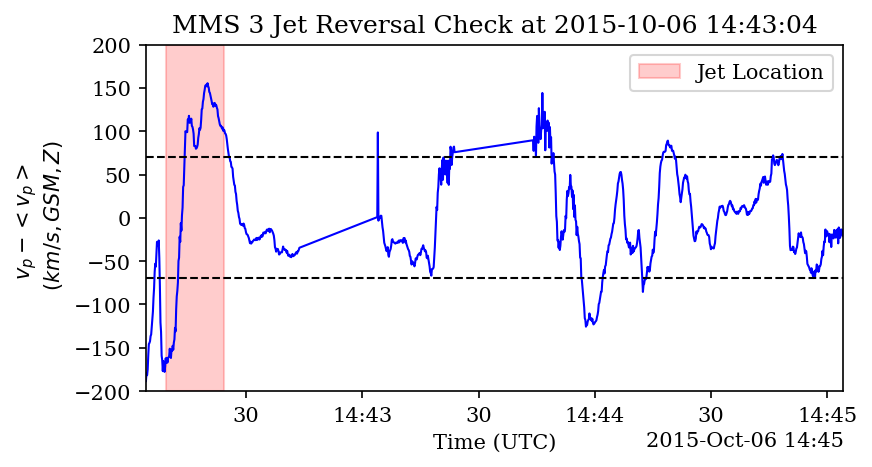 MMS 3 Jet Reversal Check at 2015-10-06 14:43:04
200
150
100
50
0
−50
−100
−150
−200
v_p − < v_p >
(km/s, GSM, Z)
Jet Location
30
14:43
30
14:44
30
14:45
Time (UTC)
2015-Oct-06 14:45